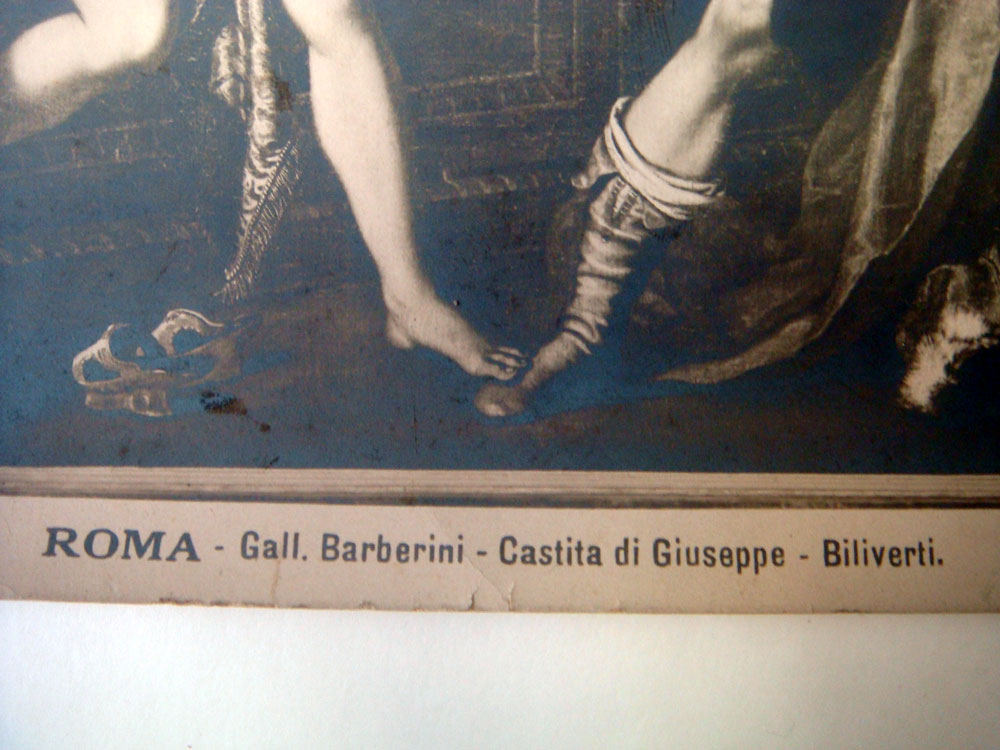 ROMA - Gall. Barberini - Castita di Giuseppe - Biliverti.